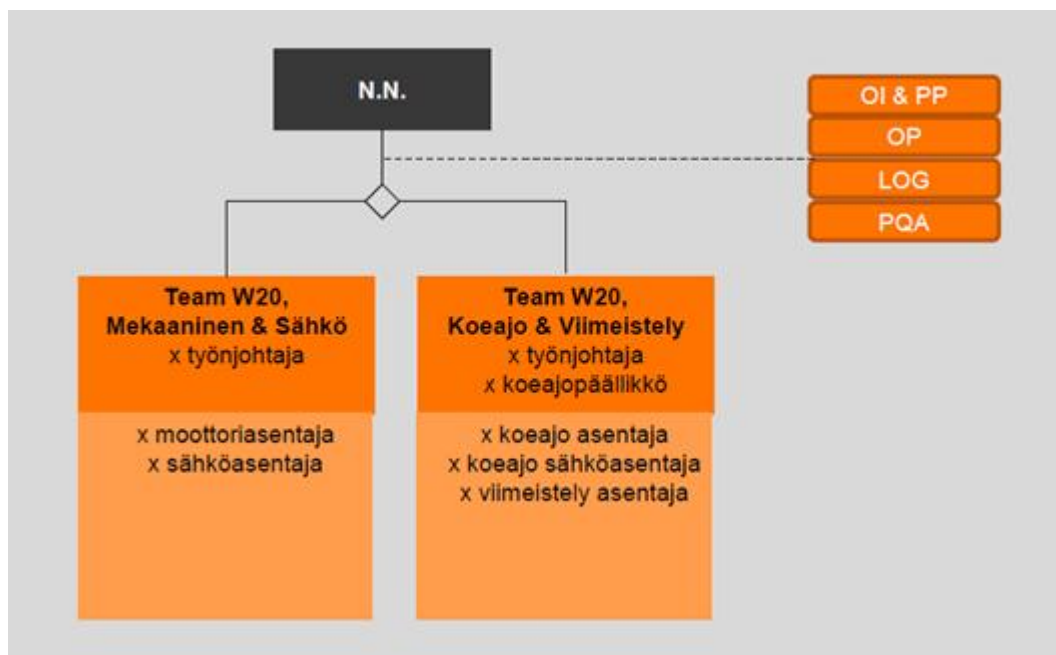 N.N.
OI & PP
OP
LOG
PQA
Team W20,
Mekaaninen & Sähkö
x työnjohtaja
x moottoriasentaja
x sähköasentaja
Team W20,
Koeajo & Viimeistely
x työnjohtaja
x koeajopäällikkö
x koeajo asentaja
x koeajo sähköasentaja
x viimeistely asentaja